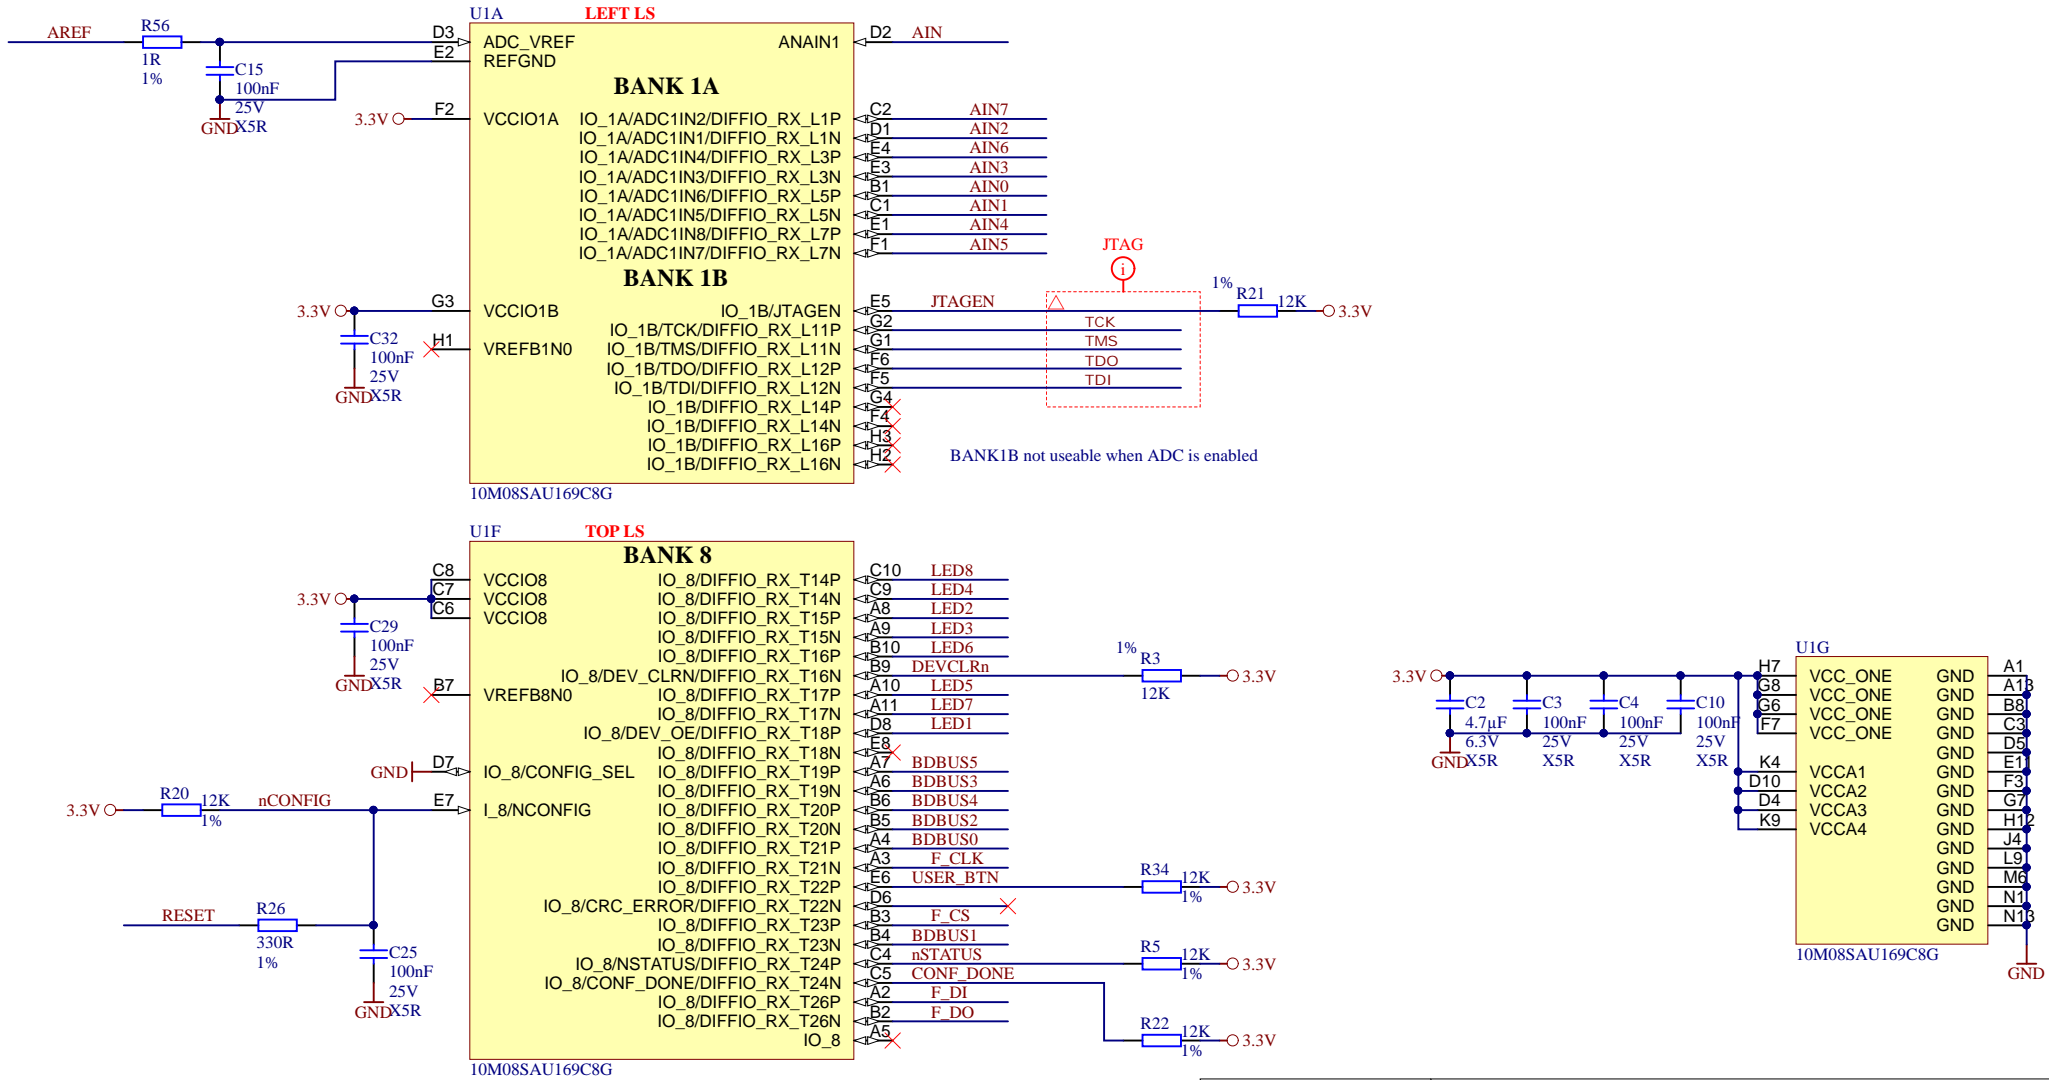 U1A
LEFT LS
AREF
R56
1R
1%
C15
100nF
25V
X5R
GND
D3
ADC_VREF
E2
REFGND
ANAIN1
D2
AIN
BANK 1A
3.3V
F2
VCCIO1A
IO_1A/ADC1IN2/DIFFIO_RX_L1P C2 AIN7
IO_1A/ADC1IN1/DIFFIO_RX_L1N D1 AIN2
IO_1A/ADC1IN4/DIFFIO_RX_L3P E4 AIN6
IO_1A/ADC1IN3/DIFFIO_RX_L3N E3 AIN3
IO_1A/ADC1IN6/DIFFIO_RX_L5P B1 AIN0
IO_1A/ADC1IN5/DIFFIO_RX_L5N C1 AIN1
IO_1A/ADC1IN8/DIFFIO_RX_L7P E1 AIN4
IO_1A/ADC1IN7/DIFFIO_RX_L7N F1 AIN5
BANK 1B
JTAG
i
3.3V
G3
VCCIO1B
C32
100nF
25V
X5R
GND
H1
VREFB1N0
IO_1B/JTAGEN E5 JTAGEN
1%
R21
12K
3.3V
IO_1B/TCK/DIFFIO_RX_L11P G2 TCK
IO_1B/TMS/DIFFIO_RX_L11N G1 TMS
IO_1B/TDO/DIFFIO_RX_L12P F6 TDO
IO_1B/TDI/DIFFIO_RX_L12N F5 TDI
IO_1B/DIFFIO_RX_L14P G4
IO_1B/DIFFIO_RX_L14N F4
IO_1B/DIFFIO_RX_L16P H3
IO_1B/DIFFIO_RX_L16N H2
BANK1B not useable when ADC is enabled
10M08SAU169C8G
U1F
TOP LS
BANK 8
C8 VCCIO8
C7 VCCIO8
C6 VCCIO8
3.3V
C29
100nF
25V
X5R
GND
B7
VREFB8N0
GND
D7
IO_8/CONFIG_SEL
3.3V
R20
12K
1%
nCONFIG
E7
I_8/NCONFIG
RESET
R26
330R
1%
C25
100nF
25V
X5R
GND
IO_8/DIFFIO_RX_T14P C10 LED8
IO_8/DIFFIO_RX_T14N C9 LED4
IO_8/DIFFIO_RX_T15P A8 LED2
IO_8/DIFFIO_RX_T15N A9 LED3
IO_8/DIFFIO_RX_T16P B10 LED6
IO_8/DEV_CLRN/DIFFIO_RX_T16N B9 DEVCLRn
1%
R3
12K
3.3V
IO_8/DIFFIO_RX_T17P A10 LED5
IO_8/DIFFIO_RX_T17N A11 LED7
IO_8/DEV_OE/DIFFIO_RX_T18P D8 LED1
IO_8/DIFFIO_RX_T18N E8
IO_8/DIFFIO_RX_T19P A7 BDBUS5
IO_8/DIFFIO_RX_T19N A6 BDBUS3
IO_8/DIFFIO_RX_T20P B6 BDBUS4
IO_8/DIFFIO_RX_T20N B5 BDBUS2
IO_8/DIFFIO_RX_T21P A4 BDBUS0
IO_8/DIFFIO_RX_T21N A3 F_CLK
IO_8/DIFFIO_RX_T22P E6 USER_BTN
R34
12K
1%
3.3V
IO_8/CRC_ERROR/DIFFIO_RX_T22N D6
IO_8/DIFFIO_RX_T23P B3 F_CS
IO_8/DIFFIO_RX_T23N B4 BDBUS1
IO_8/NSTATUS/DIFFIO_RX_T24P C4 nSTATUS
R5
12K
1%
3.3V
IO_8/CONF_DONE/DIFFIO_RX_T24N C5 CONF_DONE
IO_8/DIFFIO_RX_T26P A2 F_DI
IO_8/DIFFIO_RX_T26N B2 F_DO
IO_8 A5
R22
12K
1%
3.3V
10M08SAU169C8G
U1G
3.3V
C2
4.7µF
6.3V
X5R
GND
C3
100nF
25V
X5R
C4
100nF
25V
X5R
C10
100nF
25V
X5R
H7 VCC_ONE GND A1
G8 VCC_ONE GND A13
G6 VCC_ONE GND B8
F7 VCC_ONE GND C3
GND D5
K4 VCCA1 GND E11
D10 VCCA2 GND F3
D4 VCCA3 GND G7
K9 VCCA4 GND H12
GND J4
GND L9
GND M6
GND N1
GND N13
10M08SAU169C8G
GND